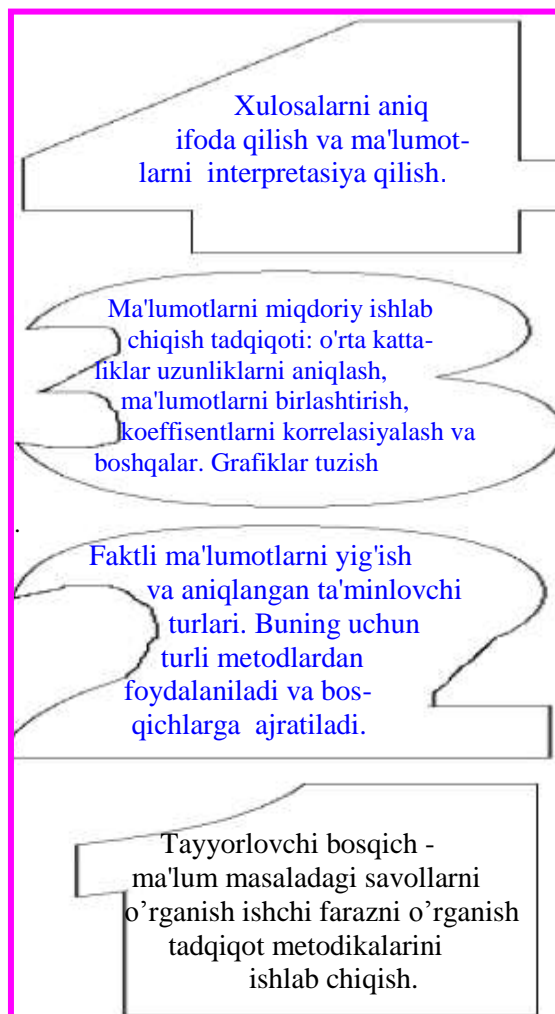 Xulosalarni aniq
ifoda qilish va ma'lumot-
larni interpretasiya qilish.
Ma'lumotlarni miqdoriy ishlab
chiqish tadqiqoti: o'rta katta-
liklar uzunliklarni aniqlash,
ma'lumotlarni birlashtirish,
koeffisentlarni korrelasiyalash va
boshqalar. Grafiklar tuzish
.
Faktli ma'lumotlarni yig'ish
va aniqlangan ta'minlovchi
turlari. Buning uchun
turli metodlardan
foydalaniladi va bos-
qichlarga ajratiladi.
Tayyorlovchi bosqich -
ma'lum masaladagi savollarni
o’rganish ishchi farazni o’rganish
tadqiqot metodikalarini
ishlab chiqish.